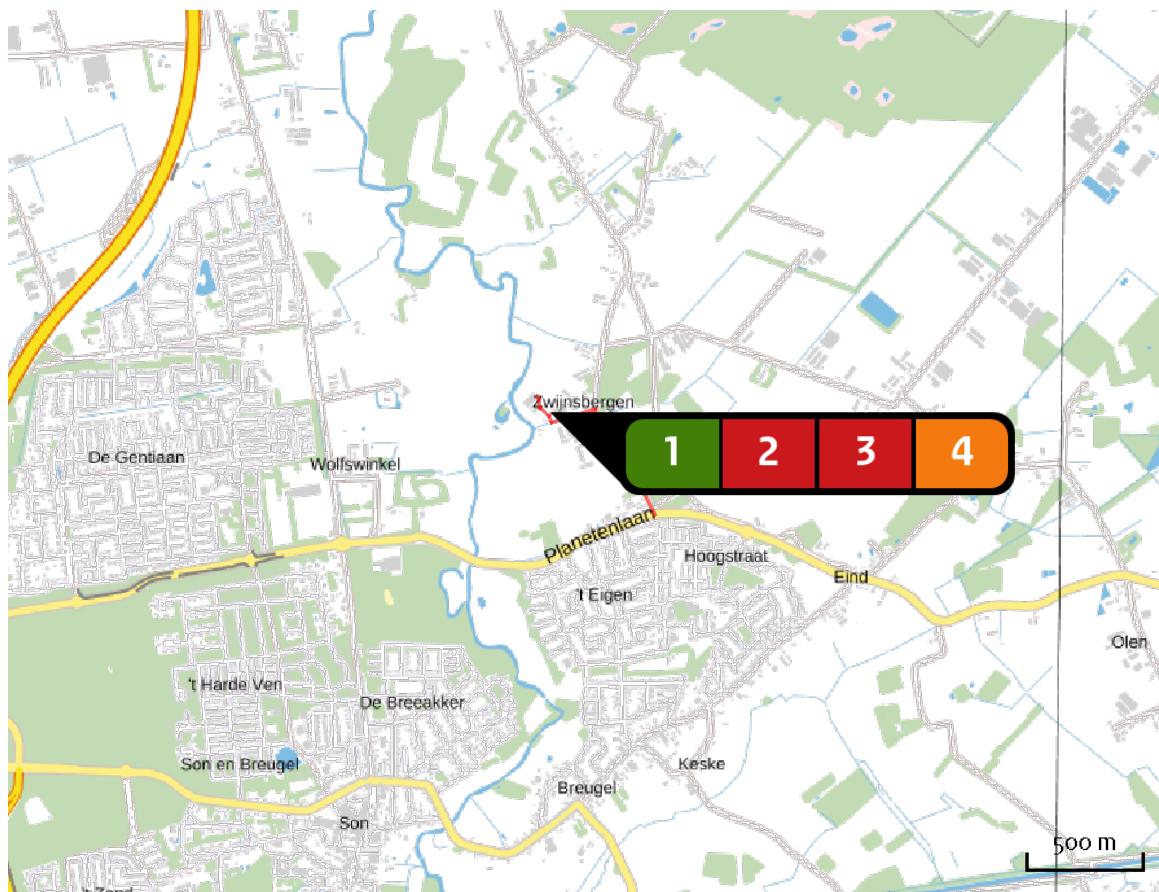 Zwijnsbergen
1 2 3 4
De Gentiaan
Wolfswinkel
Planetenlaan
Hoogstraat
Eind
't Eigen
Olen
't Harde Ven
De Breeakker
Son en Breugel
Keske
Breugel
Son
500 m